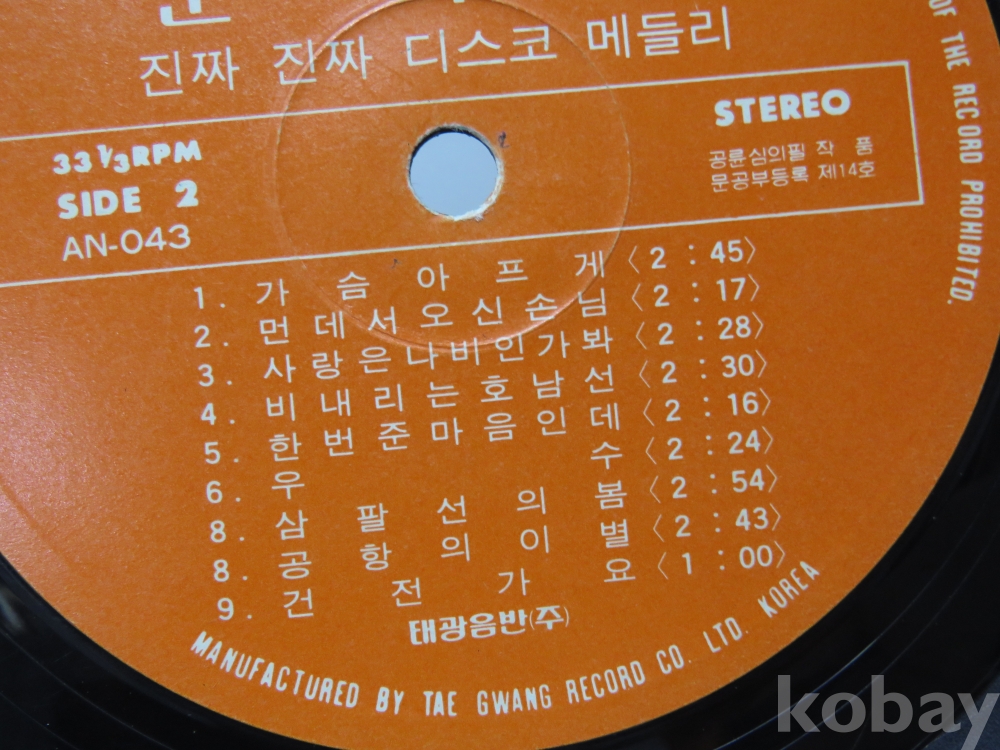 진짜 진짜 디스코 메들리
33 1/3 RPM
SIDE 2
AN-043
STEREO
공륜심의필 작품
문공부등록 제14호
1. 가슴아프게 〈2:45〉
2. 먼데서오신손님 〈2:17〉
3. 사랑은나비인가봐 〈2:28〉
4. 비내리는호남선 〈2:30〉
5. 한번준마음인데 〈2:16〉
6. 우수 〈2:24〉
8. 삼팔선의봄 〈2:54〉
8. 공항의이별 〈2:43〉
9. 건전가요 〈1:00〉
태광음반(주)
MANUFACTURED BY TAE GWANG RECORD CO. LTD. KOREA
OF THE RECORD PROHIBITED.
kobay